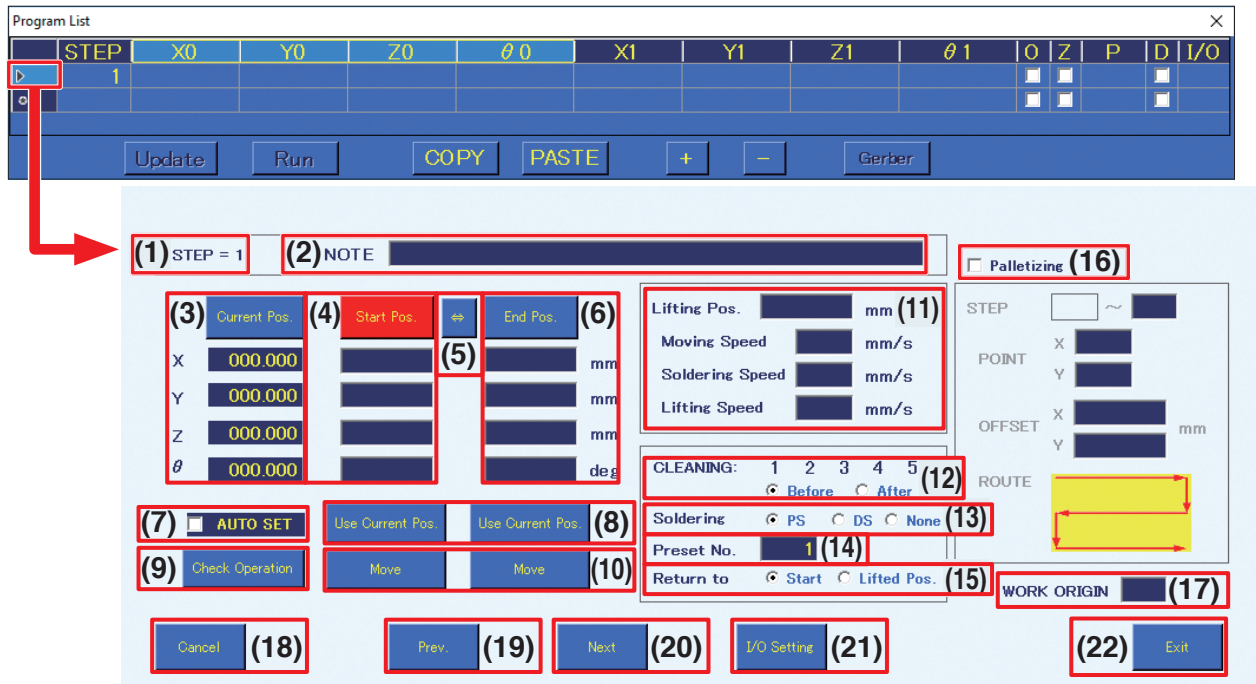 Program List ×
STEP X0 Y0 Z0 θ0 X1 Y1 Z1 θ1 O Z P D I/O
1
Update Run COPY PASTE + − Gerber
(1) STEP = 1 (2) NOTE
(16) Palletizing
(3) Current Pos. (4) Start Pos. ⇔ (5) End Pos. (6)
X 000.000 mm
Y 000.000 mm
Z 000.000 mm
θ 000.000 deg
(7) AUTO SET Use Current Pos. Use Current Pos. (8)
(9) Check Operation Move Move (10)
Lifting Pos. mm (11)
Moving Speed mm/s
Soldering Speed mm/s
Lifting Speed mm/s
CLEANING: 1 2 3 4 5 (12)
Before After
Soldering PS DS None (13)
Preset No. 1 (14)
Return to Start Lifted Pos. (15)
STEP ~
POINT X
Y
OFFSET X mm
Y
ROUTE
WORK ORIGIN (17)
Cancel (18) Prev. (19) Next (20) I/O Setting (21) (22) Exit